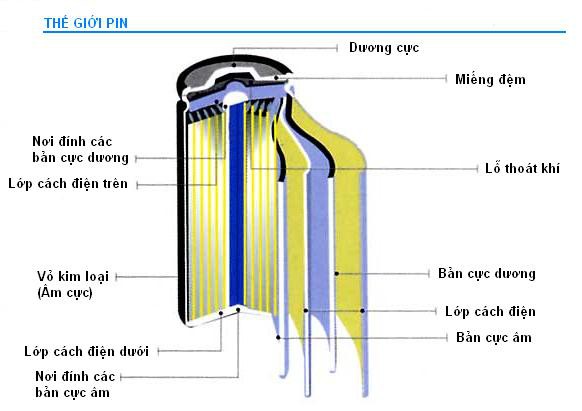 THẾ GIỚI PIN
Dương cực
Miếng đệm
Nơi đính các
bản cực dương
Lỗ thoát khí
Lớp cách điện trên
Vỏ kim loại
(Âm cực)
Bản cực dương
Lớp cách điện
Bản cực âm
Lớp cách điện dưới
Nơi đính các
bản cực âm